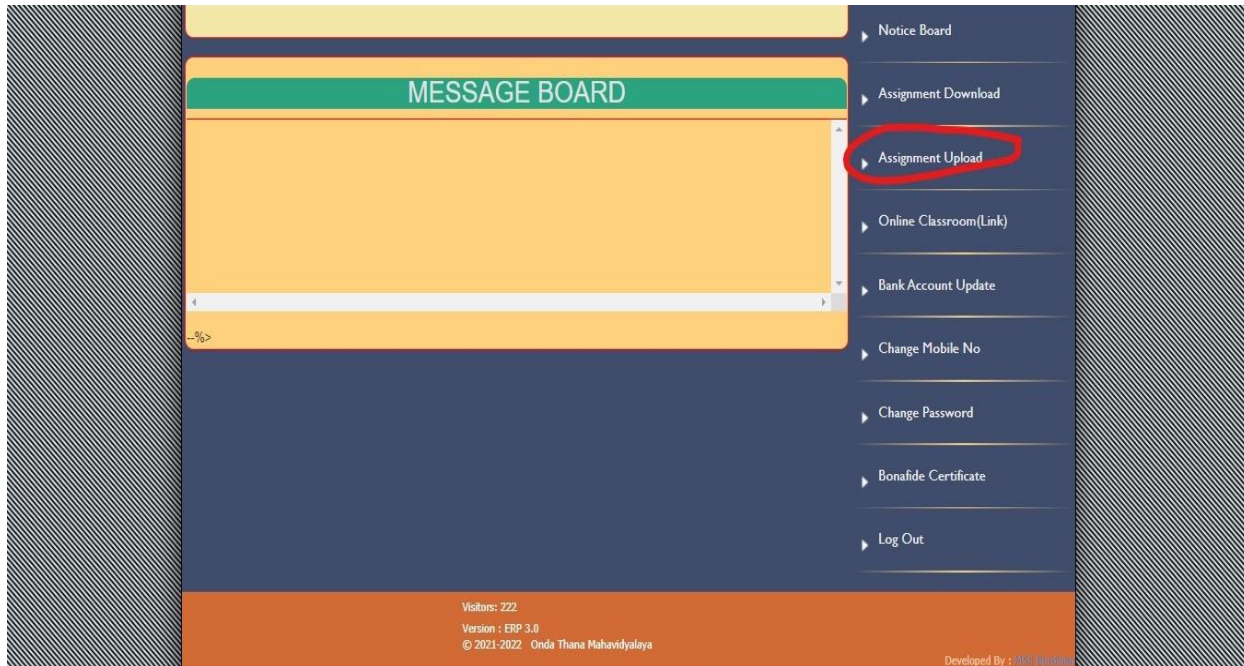 MESSAGE BOARD
--%>
Notice Board
Assignment Download
Assignment Upload
Online Classroom(Link)
Bank Account Update
Change Mobile No
Change Password
Bonafide Certificate
Log Out
Visitors: 222
Version : ERP 3.0
© 2021-2022 Onda Thana Mahavidyalaya
Developed By :